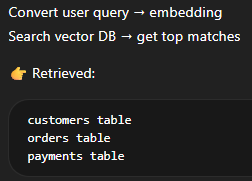 Convert user query → embedding
Search vector DB → get top matches
👉 Retrieved:
customers table
orders table
payments table